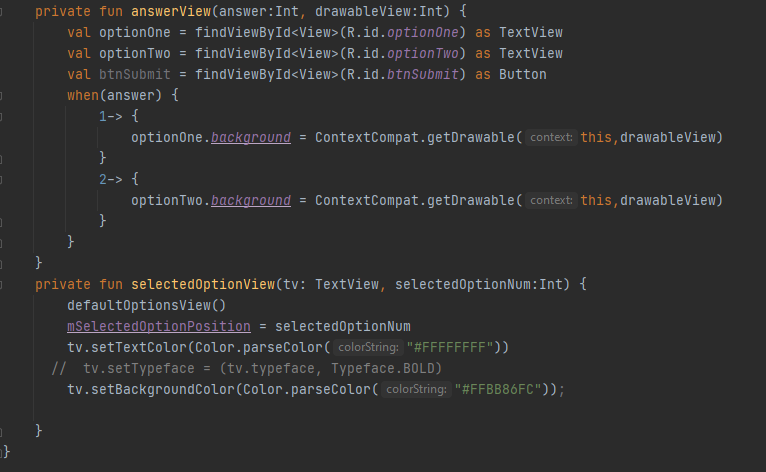 private fun answerView(answer:Int, drawableView:Int) {
val optionOne = findViewById<View>(R.id.optionOne) as TextView
val optionTwo = findViewById<View>(R.id.optionTwo) as TextView
val btnSubmit = findViewById<View>(R.id.btnSubmit) as Button
when(answer) {
1-> {
optionOne.background = ContextCompat.getDrawable( context: this,drawableView)
}
2-> {
optionTwo.background = ContextCompat.getDrawable( context: this,drawableView)
}
}
}
private fun selectedOptionView(tv: TextView, selectedOptionNum:Int) {
defaultOptionsView()
mSelectedOptionPosition = selectedOptionNum
tv.setTextColor(Color.parseColor( colorString: "#FFFFFFFF"))
//  tv.setTypeface = (tv.typeface, Typeface.BOLD)
tv.setBackgroundColor(Color.parseColor( colorString: "#FFBB86FC"));
}
}